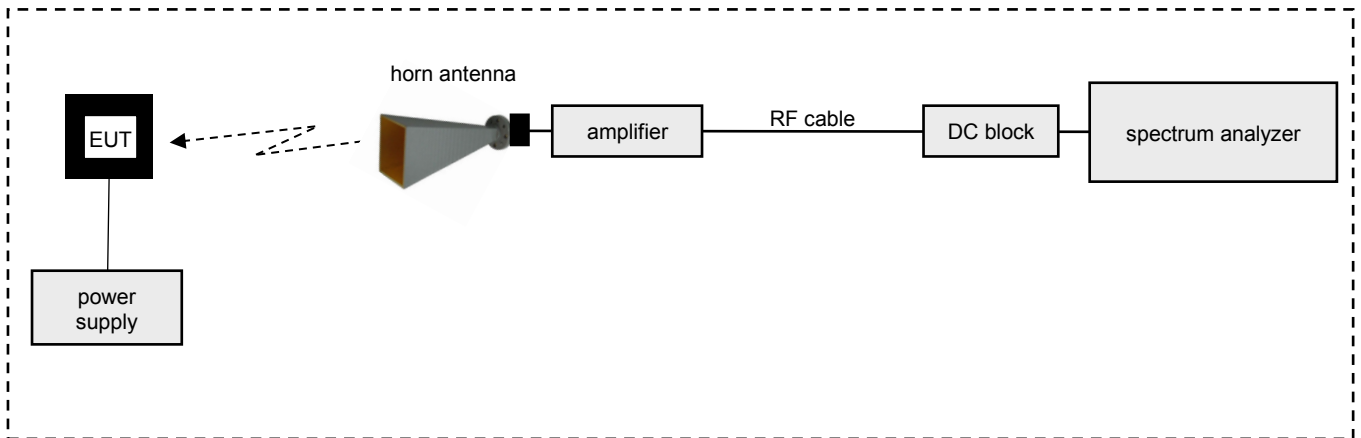 horn antenna
EUT
amplifier
RF cable
DC block
spectrum analyzer
power
supply